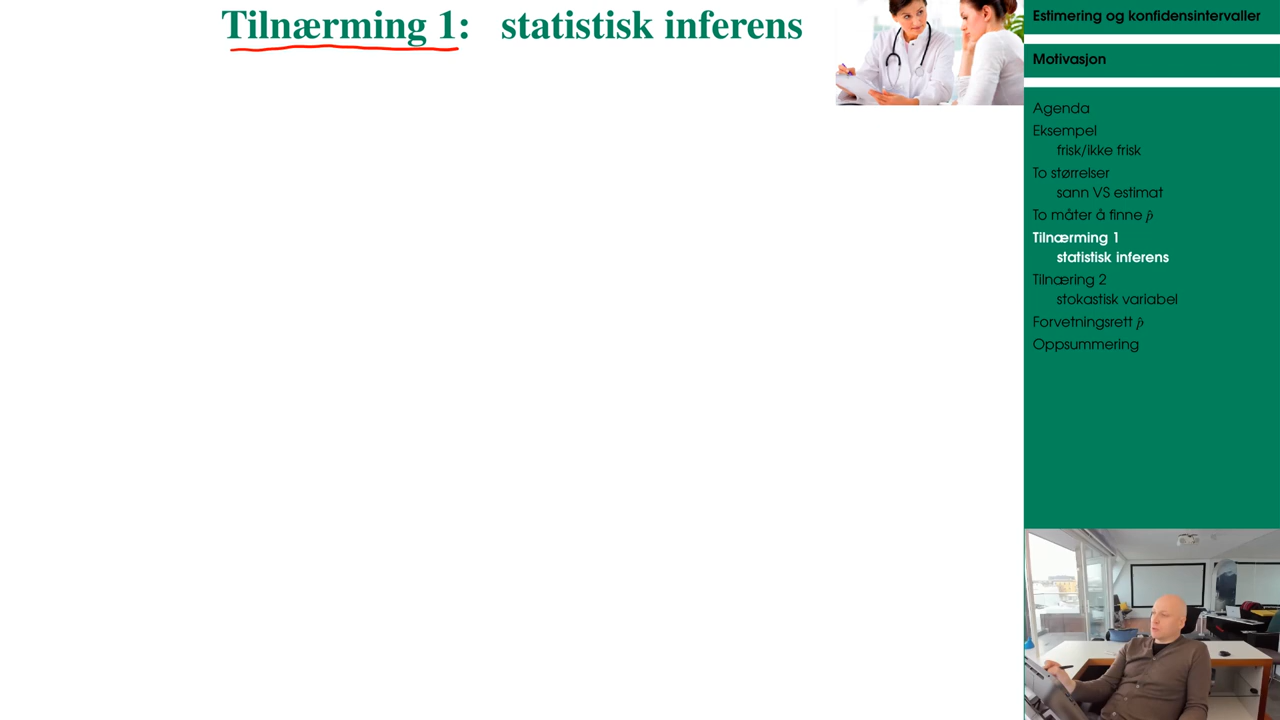 Tilnærming 1: statistisk inferens
Estimering og konfidensintervaller
Motivasjon
Agenda
Eksempel
frisk/ikke frisk
To størrelser
sann VS estimat
To måter å finne p̂
Tilnærming 1
statistisk inferens
Tilnæring 2
stokastisk variabel
Forvetningsrett p̂
Oppsummering